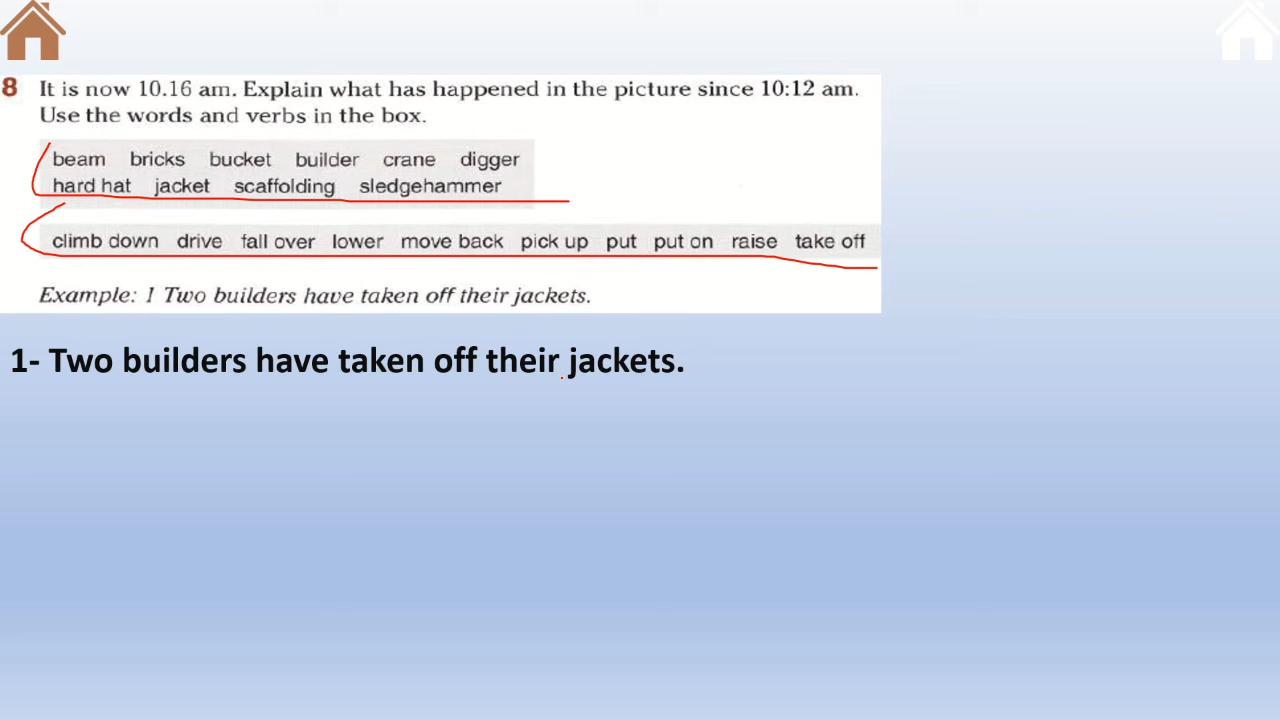 8 It is now 10.16 am. Explain what has happened in the picture since 10:12 am.
Use the words and verbs in the box.
beam bricks bucket builder crane digger
hard hat jacket scaffolding sledgehammer
climb down drive fall over lower move back pick up put put on raise take off
Example: 1 Two builders have taken off their jackets.
1- Two builders have taken off their jackets.